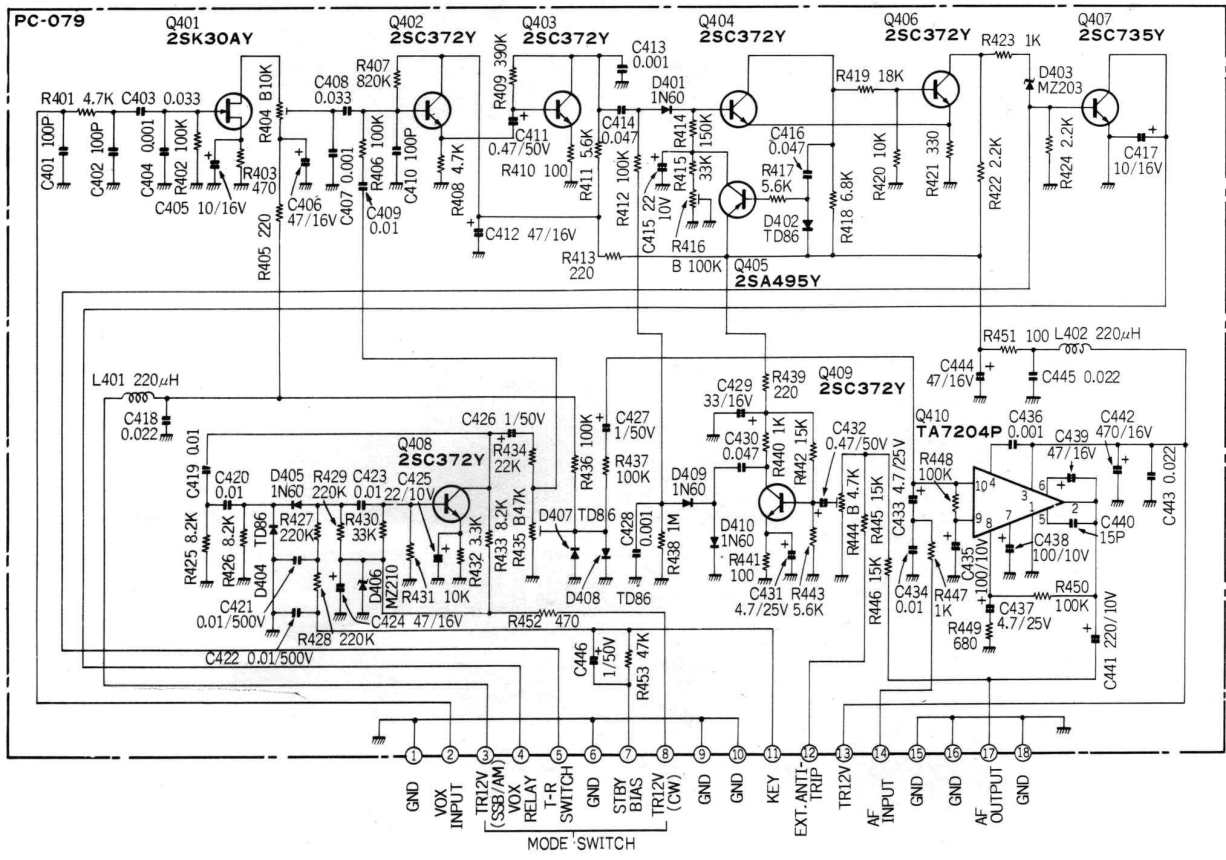 PC-079
Q401
2SK30AY
Q402
2SC372Y
Q403
2SC372Y
Q404
2SC372Y
Q406
2SC372Y
Q407
2SC735Y
R401 4.7K
C403 0.033
C401 100P
C402 100P
C404 0.001
R402 100K
C405 10/16V
R403
470
R404 B10K
R405 220
C406
47/16V
C408
0.033
C407 0.001
R407
820K
R406 100K
C409
0.01
C410 100P
R408 4.7K
C412 47/16V
R409 390K
C411
0.47/50V
R410 100
R411 5.6K
C413
0.001
C414
0.047
R412 100K
R413
220
D401
1N60
R414
150K
R415
33K
C415 22
10V
R416
B 100K
Q405
2SA495Y
C416
0.047
R417
5.6K
D402
TD86
R418 6.8K
R419 18K
R420 10K
R421 330
R422 2.2K
R423 1K
D403
MZ203
R424 2.2K
C417
10/16V
L401 220μH
C418
0.022
C419 0.01
C420
0.01
R425 8.2K
R426 8.2K
TD86
D404
D405
1N60
R427
220K
R429
220K
C423
0.01
R430
33K
C421
0.01/500V
C422 0.01/500V
R428 220K
C424 47/16V
D406
MZ210
R431 10K
Q408
2SC372Y
C425
22/10V
R432 3.3K
R433 8.2K
C426 1/50V
R434
22K
R435 B47K
R452 470
R436 100K
D407 TD86
D408 TD86
C427
1/50V
R437
100K
C428
0.001
R438 1M
D409
1N60
D410
1N60
C429
33/16V
C430
0.047
R439
220
R440 1K
Q409
2SC372Y
R441
100
C431
4.7/25V
R442 15K
R443
5.6K
C432
0.47/50V
R444 B 4.7K
R445 15K
R446 15K
C433 4.7/25V
C434
0.01
R447
1K
R448
100K
C435
100/10V
Q410
TA7204P
C436
0.001
C439
47/16V
C442
470/16V
C443 0.022
C444
47/16V
R451 100
L402 220μH
C445 0.022
10
4
3
6
9
8
7
1
2
5
C438
100/10V
C440
15P
C437
4.7/25V
R449
680
R450
100K
C441 220/10V
C446
1/50V
R453 47K
1 2 3 4 5 6 7 8 9 10 11 12 13 14 15 16 17 18
GND
VOX
INPUT
TR12V
(SSB/AM)
VOX
RELAY
T-R
SWITCH
GND
STBY
BIAS
TR12V
(CW)
GND
GND
KEY
EXT. ANTI-
TRIP
TR12V
AF
INPUT
GND
GND
AF
OUTPUT
GND
MODE SWITCH